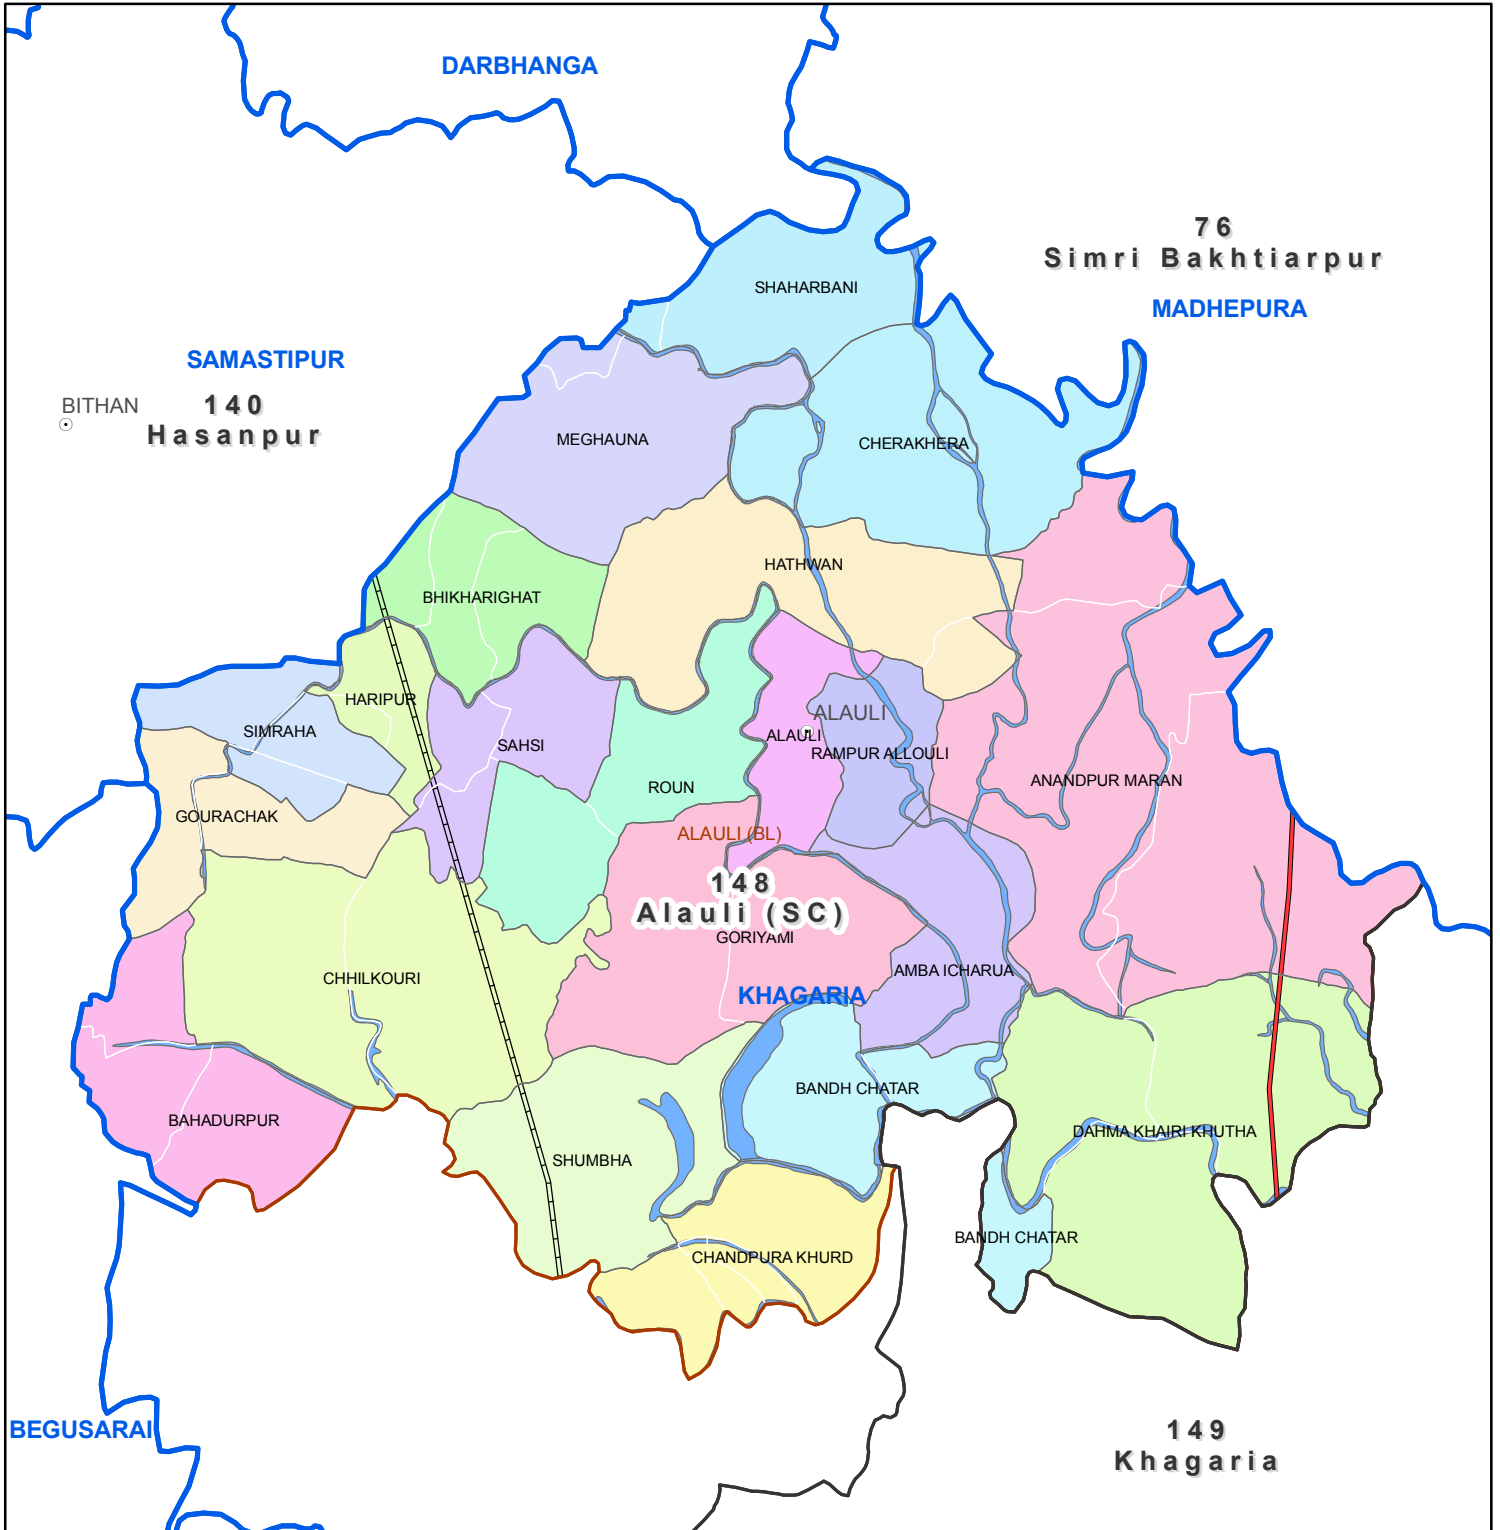 DARBHANGA
76
Simri Bakhtiarpur
MADHEPURA
SHAHARBANI
SAMASTIPUR
BITHAN
140
Hasanpur
MEGHAUNA
CHERAKHERA
HATHWAN
BHIKHARIGHAT
HARIPUR
SIMRAHA
SAHSI
ALAULI
ALAULI
RAMPUR ALLOULI
ROUN
ANANDPUR MARAN
GOURACHAK
ALAULI (BL)
148
Alauli (SC)
GORIYAMI
AMBA ICHARUA
CHHILKOURI
KHAGARIA
BANDH CHATAR
BAHADURPUR
DAHMA KHAIRI KHUTHA
SHUMBHA
BANDH CHATAR
CHANDPURA KHURD
BEGUSARAI
149
Khagaria